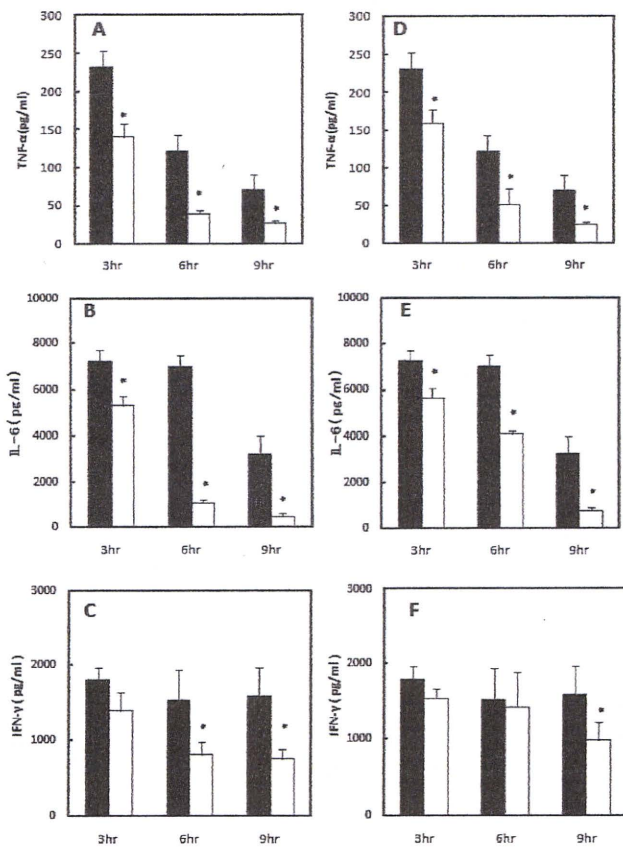 A
TNF-α(pg/ml)
300
250
200
150
100
50
0
*
*
*
3hr 6hr 9hr
D
TNF-α(pg/ml)
300
250
200
150
100
50
0
*
*
*
3hr 6hr 9hr
B
IL-6 (pg/ml)
10000
8000
6000
4000
2000
0
*
*
*
3hr 6hr 9hr
E
IL-6 (pg/ml)
10000
8000
6000
4000
2000
0
*
*
*
3hr 6hr 9hr
C
IFN-γ (pg/ml)
3000
2000
1000
0
*
*
3hr 6hr 9hr
F
IFN-γ (pg/ml)
3000
2000
1000
0
*
3hr 6hr 9hr